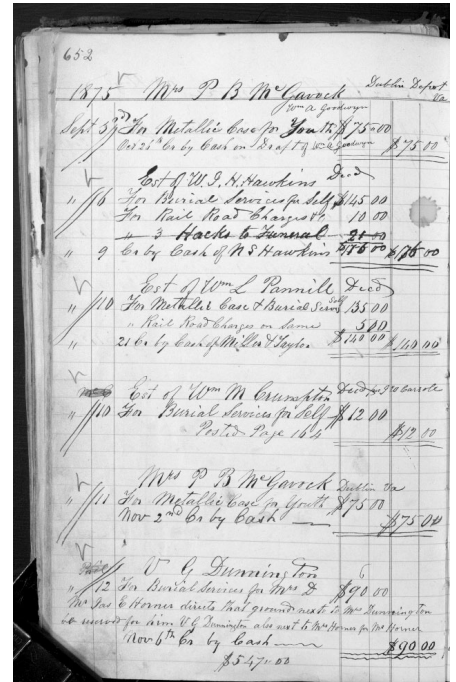 652
1875 Mrs P B McGavock Dublin Depot Va
Wm A Goodwyn
Sept 5 For Metallic Case for Youth $75.00
Oct 21st Cr by Cash on Draft of Wm A Goodwyn $75.00
Est of W. J. H. Hawkins Decd
" 6 For Burial Services for Self $145.00
For Rail Road Charges " 10 00
" 3 Hacks to Funeral 21 00
" 9 Cr by Cash of N S Hawkins
Est of Wm L Pannill Decd
" 10 For Metallic Case & Burial Servs Self 135.00
" Rail Road Charges on Same 5 00
21 Cr by Cash of Miller & Taylor $140.00 $140.00
Est of Wm M Crumpton Decd
" 10 For Burial Services for Self $12 00
Posted Page 164 $12 00
Mrs P B McGavock Dublin Va
" 11 For Metallic Case for Youth $75 00
Nov 2nd Cr by Cash $75.00
V G Dunnington
" 12 For Burial Services for Mrs D $90.00
Mr Jas C Horner directs that ground next to Mrs Dunnington
be reserved for him V G Dunnington also next to Mrs Horner for Mr Horner
Nov 6th Cr by Cash $90.00
$547.00